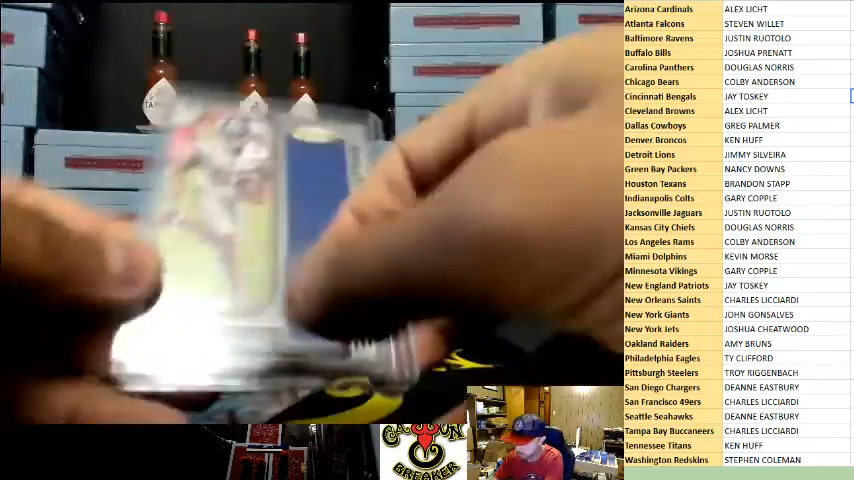 Arizona Cardinals ALEX LICHT
Atlanta Falcons STEVEN WILLET
Baltimore Ravens JUSTIN RUOTOLO
Buffalo Bills JOSHUA PRENATT
Carolina Panthers DOUGLAS NORRIS
Chicago Bears COLBY ANDERSON
Cincinnati Bengals JAY TOSKEY
Cleveland Browns ALEX LICHT
Dallas Cowboys GREG PALMER
Denver Broncos KEN HUFF
Detroit Lions JIMMY SILVEIRA
Green Bay Packers NANCY DOWNS
Houston Texans BRANDON STAPP
Indianapolis Colts GARY COPPLE
Jacksonville Jaguars JUSTIN RUOTOLO
Kansas City Chiefs DOUGLAS NORRIS
Los Angeles Rams COLBY ANDERSON
Miami Dolphins KEVIN MORSE
Minnesota Vikings GARY COPPLE
New England Patriots JAY TOSKEY
New Orleans Saints CHARLES LICCIARDI
New York Giants JOHN GONSALVES
New York Jets JOSHUA CHEATWOOD
Oakland Raiders AMY BRUNS
Philadelphia Eagles TY CLIFFORD
Pittsburgh Steelers TROY RIGGENBACH
San Diego Chargers DEANNE EASTBURY
San Francisco 49ers CHARLES LICCIARDI
Seattle Seahawks DEANNE EASTBURY
Tampa Bay Buccaneers CHARLES LICCIARDI
Tennessee Titans KEN HUFF
Washington Redskins STEPHEN COLEMAN
BREAKER